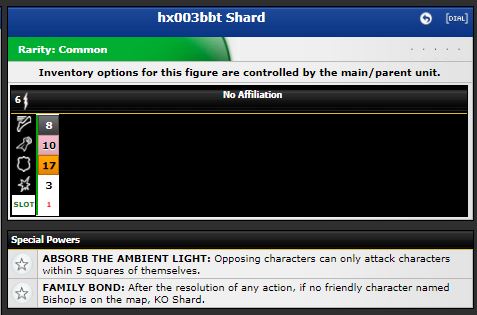 hx003bbt Shard
[DIAL]
Rarity: Common
Inventory options for this figure are controlled by the main/parent unit.
6
No Affiliation
8
10
17
3
SLOT 1
Special Powers
ABSORB THE AMBIENT LIGHT: Opposing characters can only attack characters
within 5 squares of themselves.
FAMILY BOND: After the resolution of any action, if no friendly character named
Bishop is on the map, KO Shard.